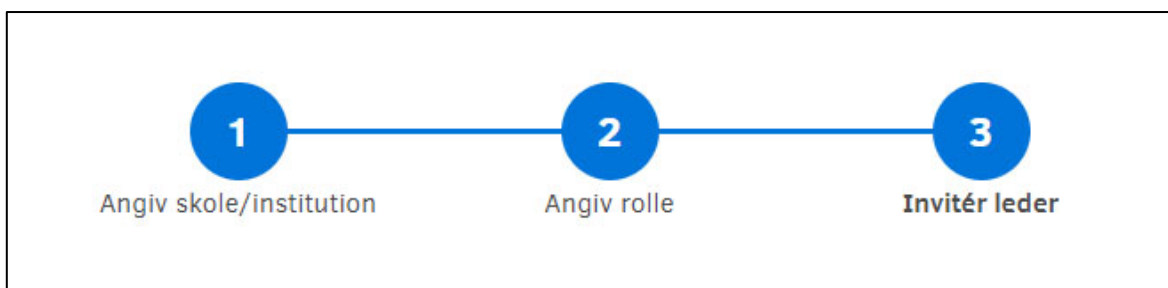 1
2
3
Angiv skole/institution
Angiv rolle
Invitér leder